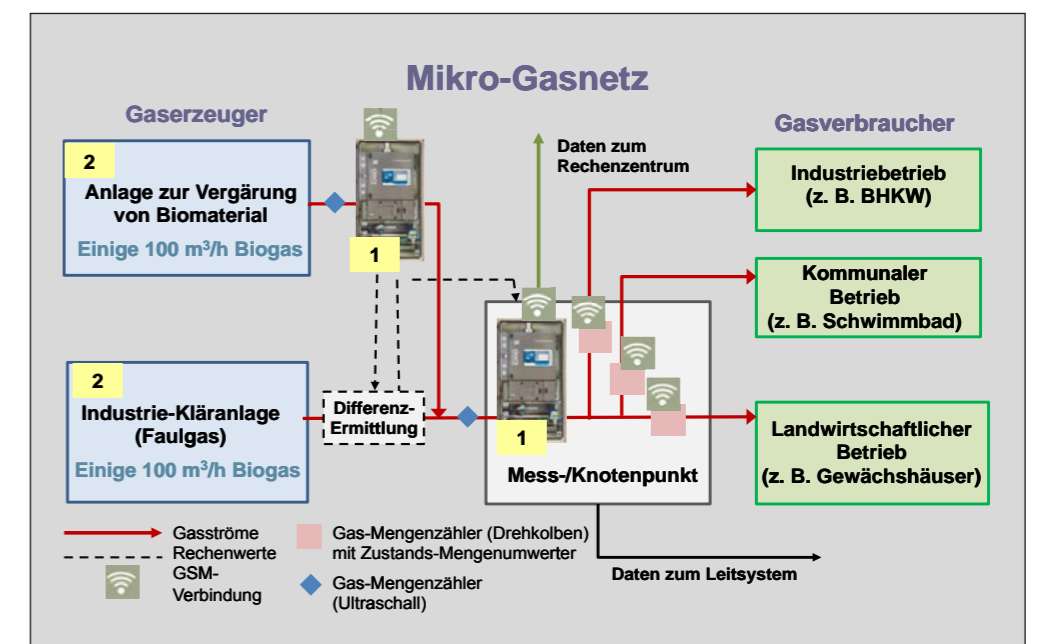 Mikro-Gasnetz
Gaserzeuger
Gasverbraucher
2
Anlage zur Vergärung
von Biomaterial
Einige 100 m³/h Biogas
1
Daten zum
Rechenzentrum
Industriebetrieb
(z. B. BHKW)
Kommunaler
Betrieb
(z. B. Schwimmbad)
2
Industrie-Kläranlage
(Faulgas)
Einige 100 m³/h Biogas
Differenz-
Ermittlung
1
Mess-/Knotenpunkt
Landwirtschaftlicher
Betrieb
(z. B. Gewächshäuser)
Gasströme
Rechenwerte
GSM-
Verbindung
Gas-Mengenzähler (Drehkolben)
mit Zustands-Mengenumwerter
Gas-Mengenzähler
(Ultraschall)
Daten zum Leitsystem